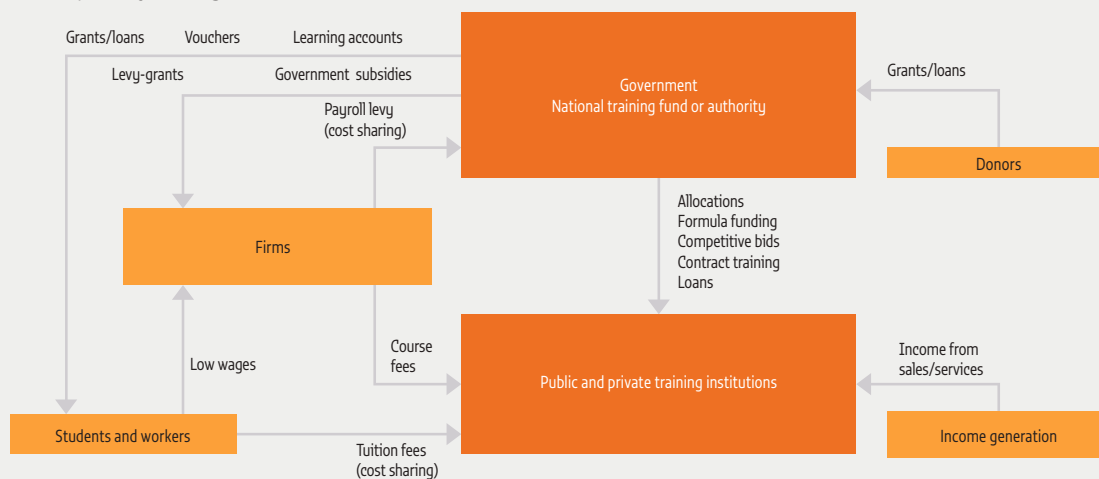 Grants/loans Vouchers Learning accounts
Levy-grants Government subsidies
Payroll levy
(cost sharing)
Government
National training fund or authority
Grants/loans
Donors
Allocations
Formula funding
Competitive bids
Contract training
Loans
Firms
Low wages
Course
fees
Public and private training institutions
Income from
sales/services
Students and workers
Tuition fees
(cost sharing)
Income generation